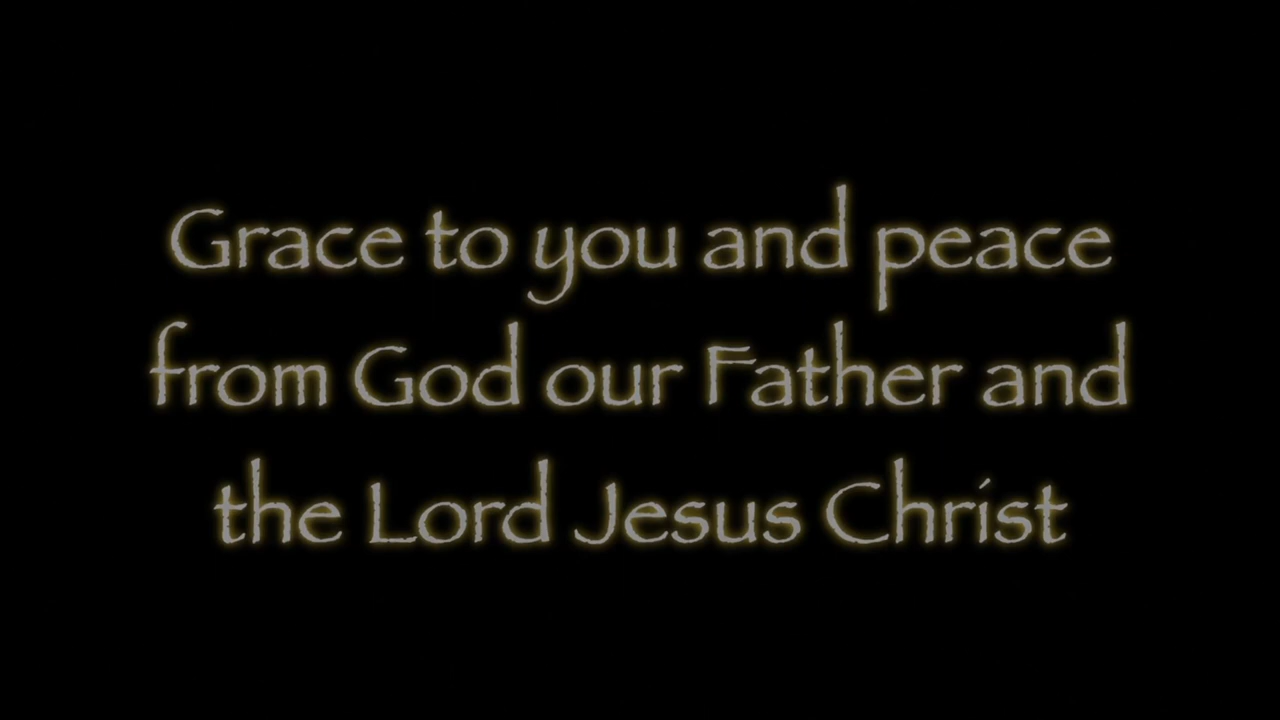 Grace to you and peace
from God our Father and
the Lord Jesus Christ